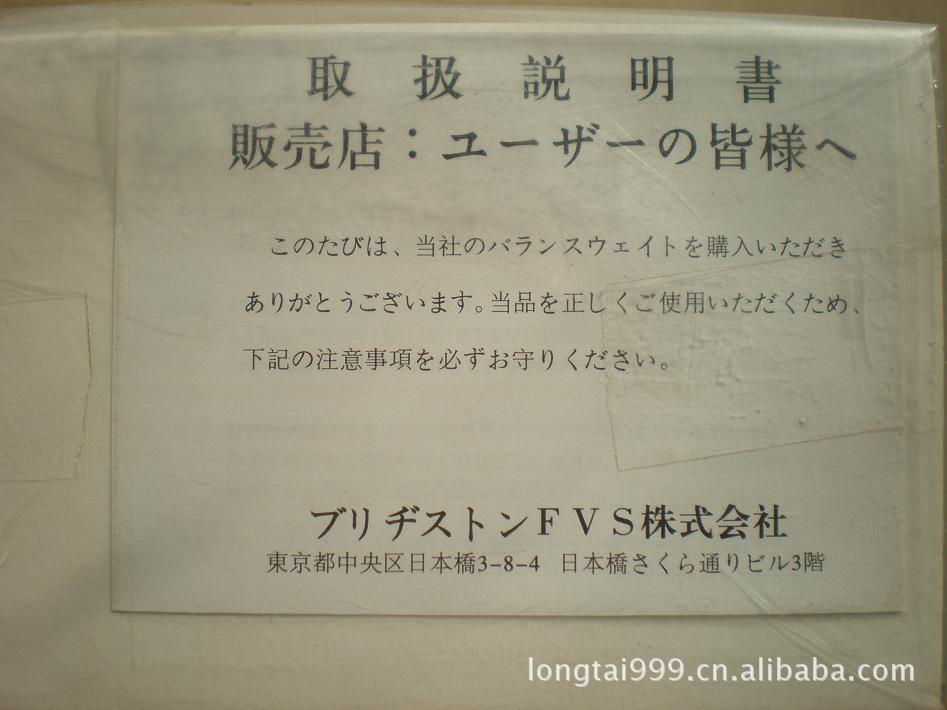 取扱説明書
販売店：ユーザーの皆様へ
このたびは、当社のバランスウェイトを購入いただき
ありがとうございます。当品を正しくご使用いただくため、
下記の注意事項を必ずお守りください。
ブリヂストンＦＶＳ株式会社
東京都中央区日本橋3-8-4 日本橋さくら通りビル3階
longtai999.cn.alibaba.com